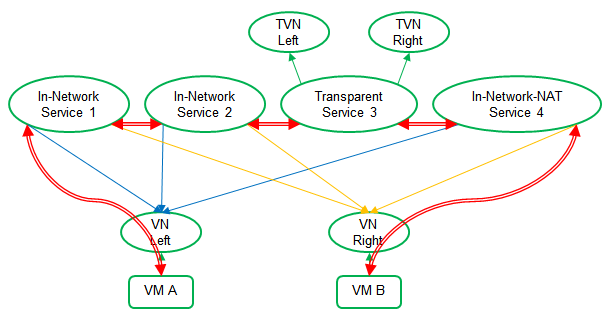 TVN
Left
TVN
Right
In-Network
Service 1
In-Network
Service 2
Transparent
Service 3
In-Network-NAT
Service 4
VN
Left
VN
Right
VM A
VM B